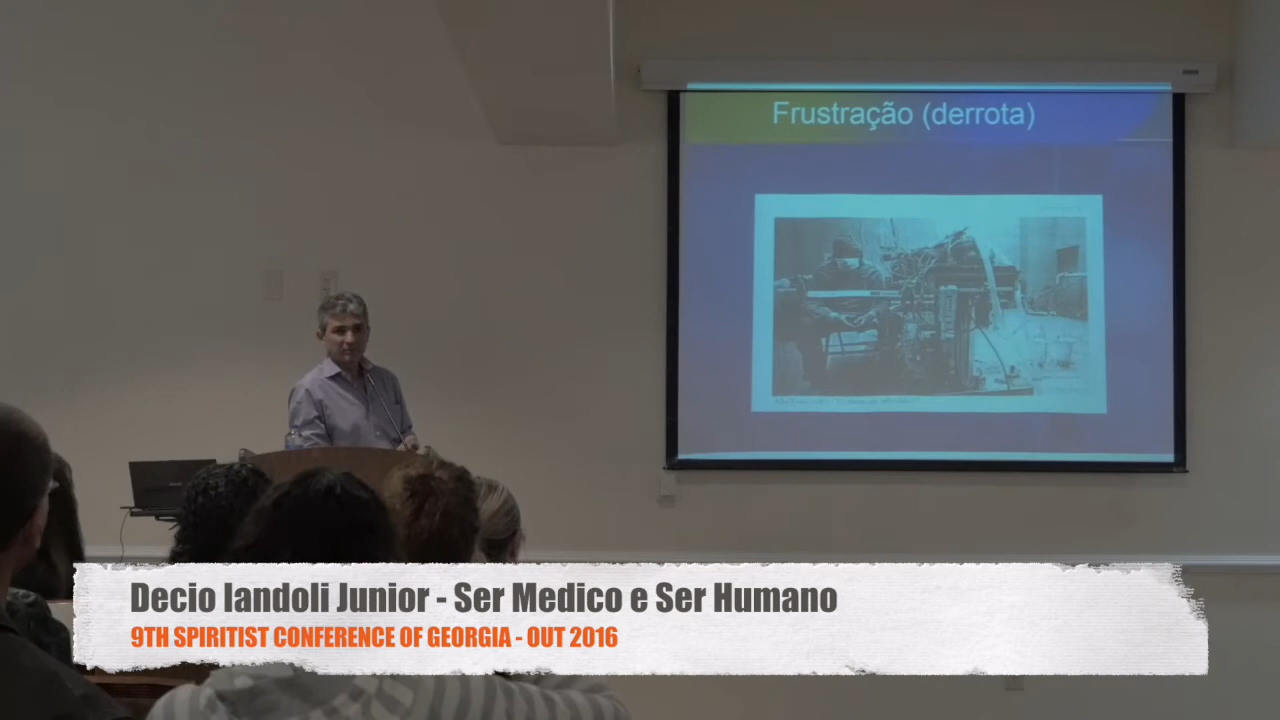 Frustração (derrota)
Decio Iandoli Junior - Ser Medico e Ser Humano
9TH SPIRITIST CONFERENCE OF GEORGIA - OUT 2016